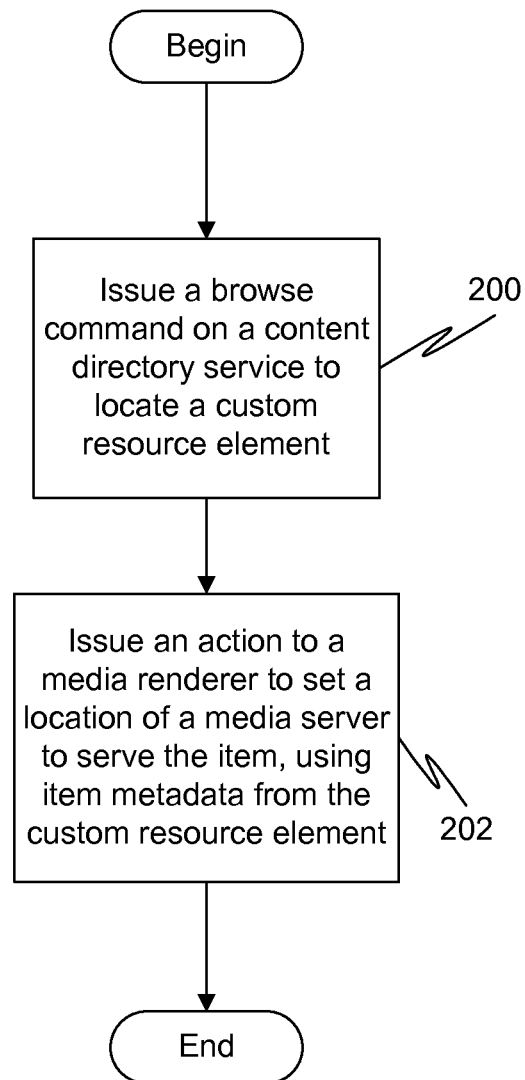 Begin
Issue a browse
command on a content
directory service to
locate a custom
resource element
200
Issue an action to a
media renderer to set a
location of a media server
to serve the item, using
item metadata from the
custom resource element
202
End